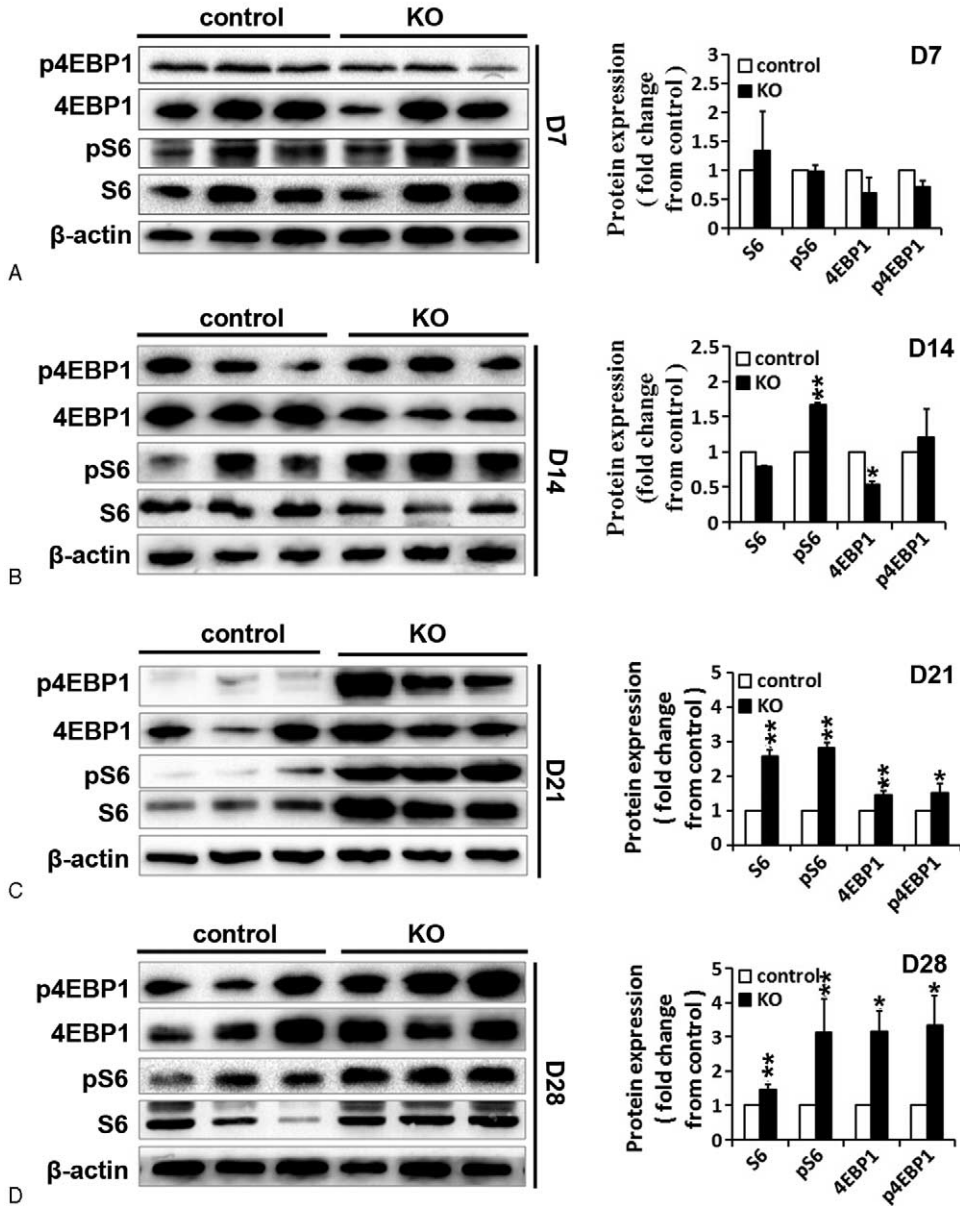 control KO
p4EBP1
4EBP1
pS6
S6
β-actin
D7
A
D7
control
KO
Protein expression
( fold change
from control )
3
2.5
2
1.5
1
0.5
0
S6 pS6 4EBP1 p4EBP1
control KO
p4EBP1
4EBP1
pS6
S6
β-actin
D14
B
D14
control
KO
Protein expression
(fold change
from control )
2.5
2
1.5
1
0.5
0
**
*
S6 pS6 4EBP1 p4EBP1
control KO
p4EBP1
4EBP1
pS6
S6
β-actin
D21
C
D21
control
KO
Protein expression
( fold change
from control )
5
4
3
2
1
0
**
**
**
*
S6 pS6 4EBP1 p4EBP1
control KO
p4EBP1
4EBP1
pS6
S6
β-actin
D28
D
D28
control
KO
Protein expression
( fold change
from control )
5
4
3
2
1
0
**
**
*
*
S6 pS6 4EBP1 p4EBP1